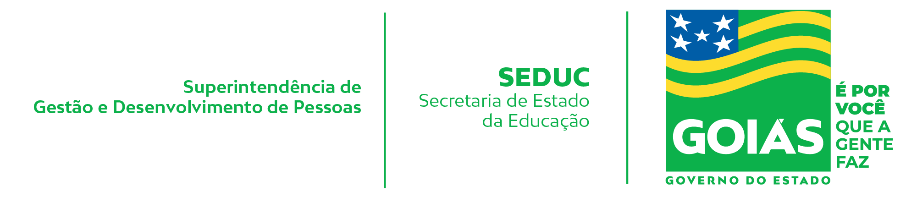 Superintendência de
Gestão e Desenvolvimento de Pessoas
SEDUC
Secretaria de Estado
da Educação
GOIÁS
GOVERNO DO ESTADO
É POR
VOCÊ
QUE A
GENTE
FAZ